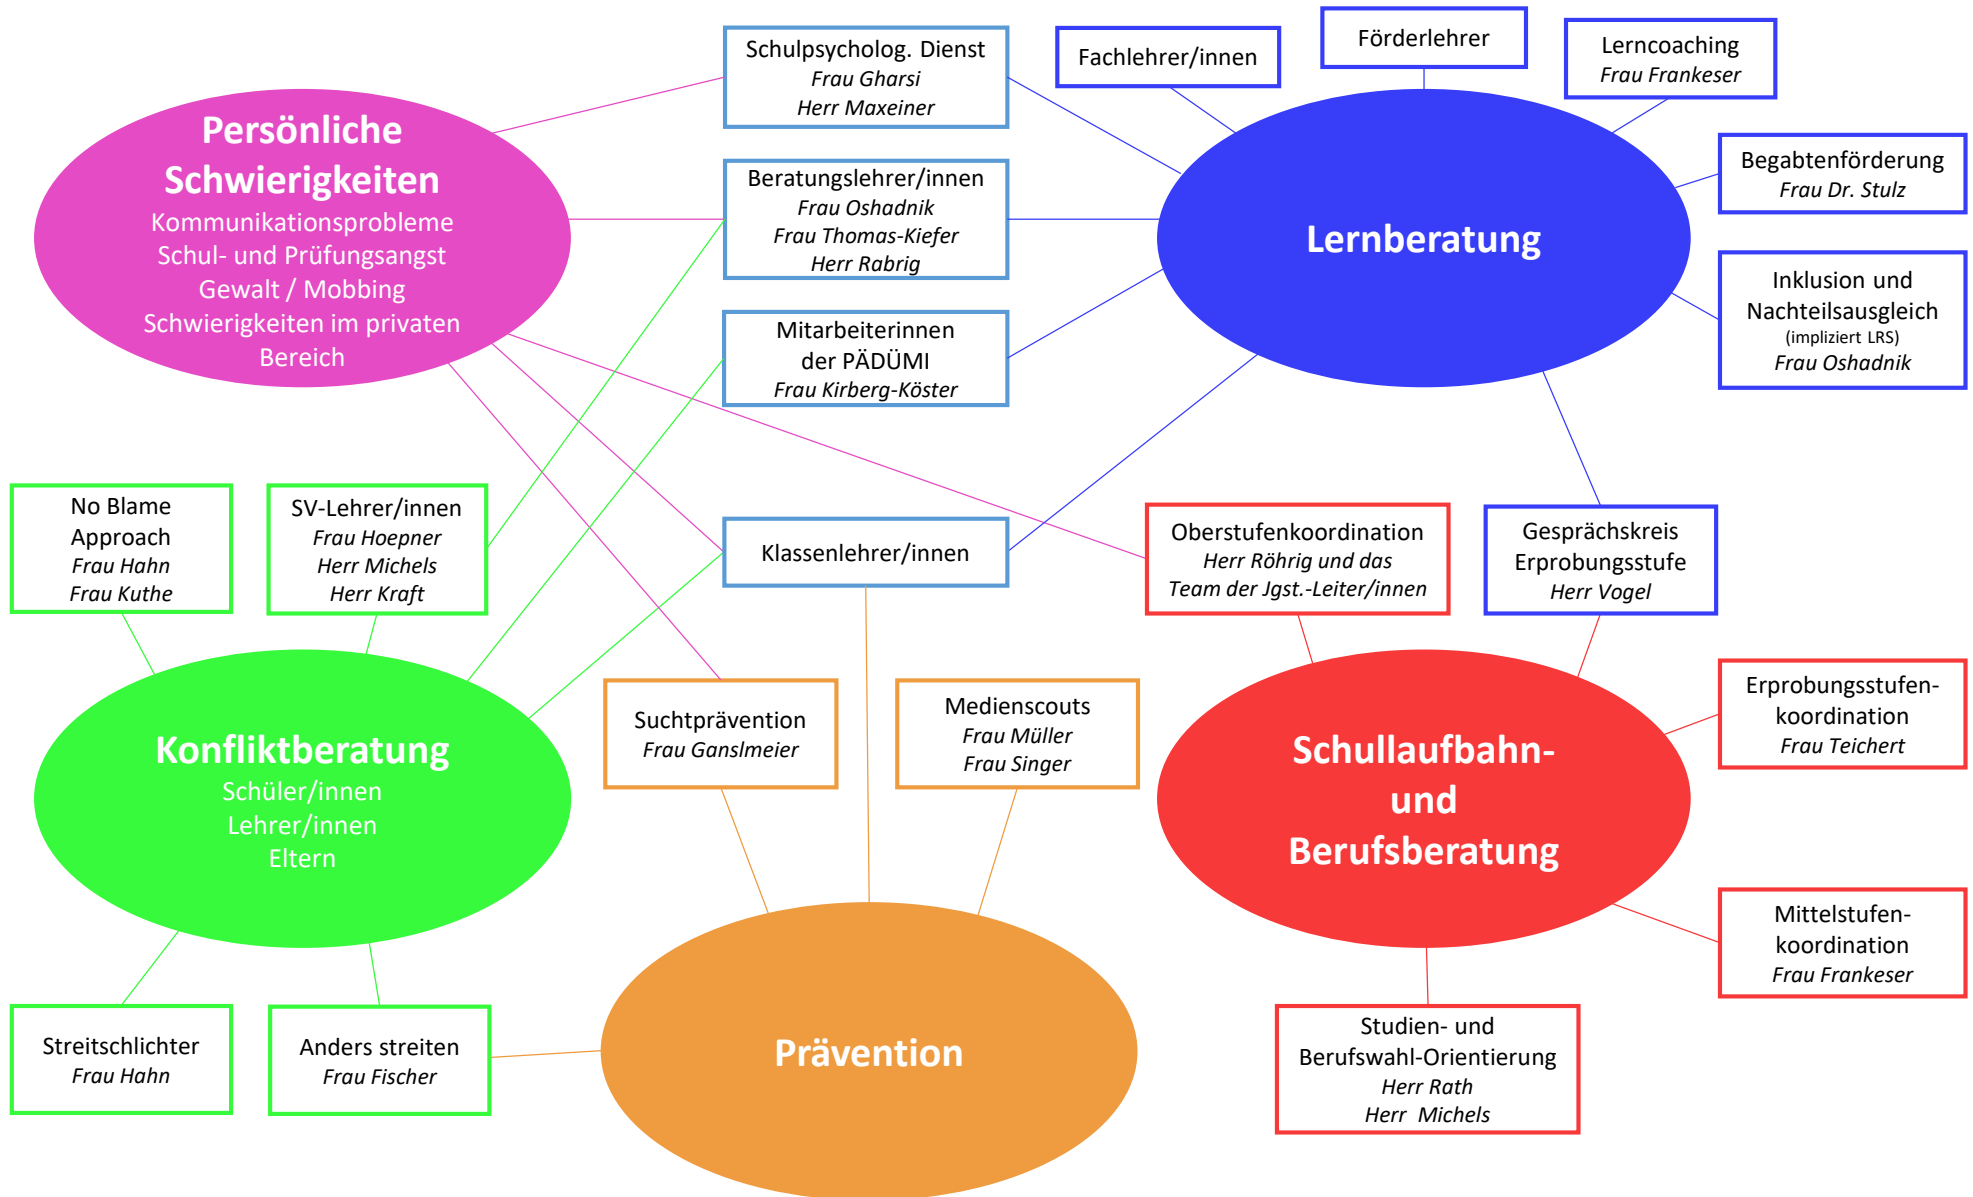 Schulpsycholog. Dienst
Frau Gharsi
Herr Maxeiner
Fachlehrer/innen
Förderlehrer
Lerncoaching
Frau Frankeser
Persönliche
Schwierigkeiten
Kommunikationsprobleme
Schul- und Prüfungsangst
Gewalt / Mobbing
Schwierigkeiten im privaten
Bereich
Beratungslehrer/innen
Frau Oshadnik
Frau Thomas-Kiefer
Herr Rabrig
Lernberatung
Begabtenförderung
Frau Dr. Stulz
Inklusion und
Nachteilsausgleich
(impliziert LRS)
Frau Oshadnik
Mitarbeiterinnen
der PÄDÜMI
Frau Kirberg-Köster
No Blame
Approach
Frau Hahn
Frau Kuthe
SV-Lehrer/innen
Frau Hoepner
Herr Michels
Herr Kraft
Klassenlehrer/innen
Oberstufenkoordination
Herr Röhrig und das
Team der Jgst.-Leiter/innen
Gesprächskreis
Erprobungsstufe
Herr Vogel
Konfliktberatung
Schüler/innen
Lehrer/innen
Eltern
Suchtprävention
Frau Ganslmeier
Medienscouts
Frau Müller
Frau Singer
Schullaufbahn-
und
Berufsberatung
Erprobungsstufen-
koordination
Frau Teichert
Mittelstufen-
koordination
Frau Frankeser
Streitschlichter
Frau Hahn
Anders streiten
Frau Fischer
Prävention
Studien- und
Berufswahl-Orientierung
Herr Rath
Herr  Michels